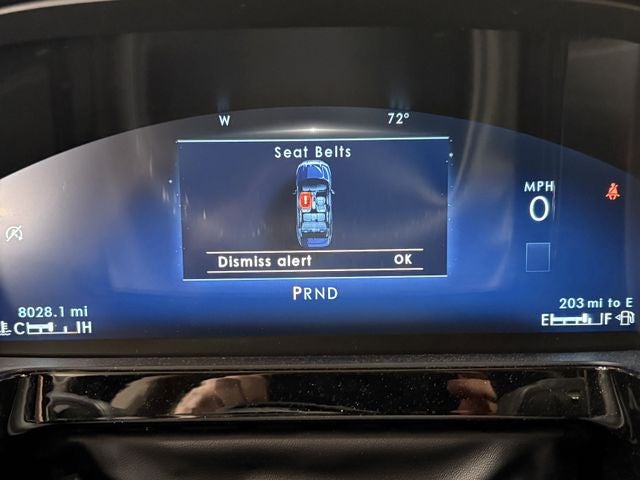 W 72°
Seat Belts
!
Dismiss alert OK
MPH
0
PRND
8028.1 mi
C H
203 mi to E
E F